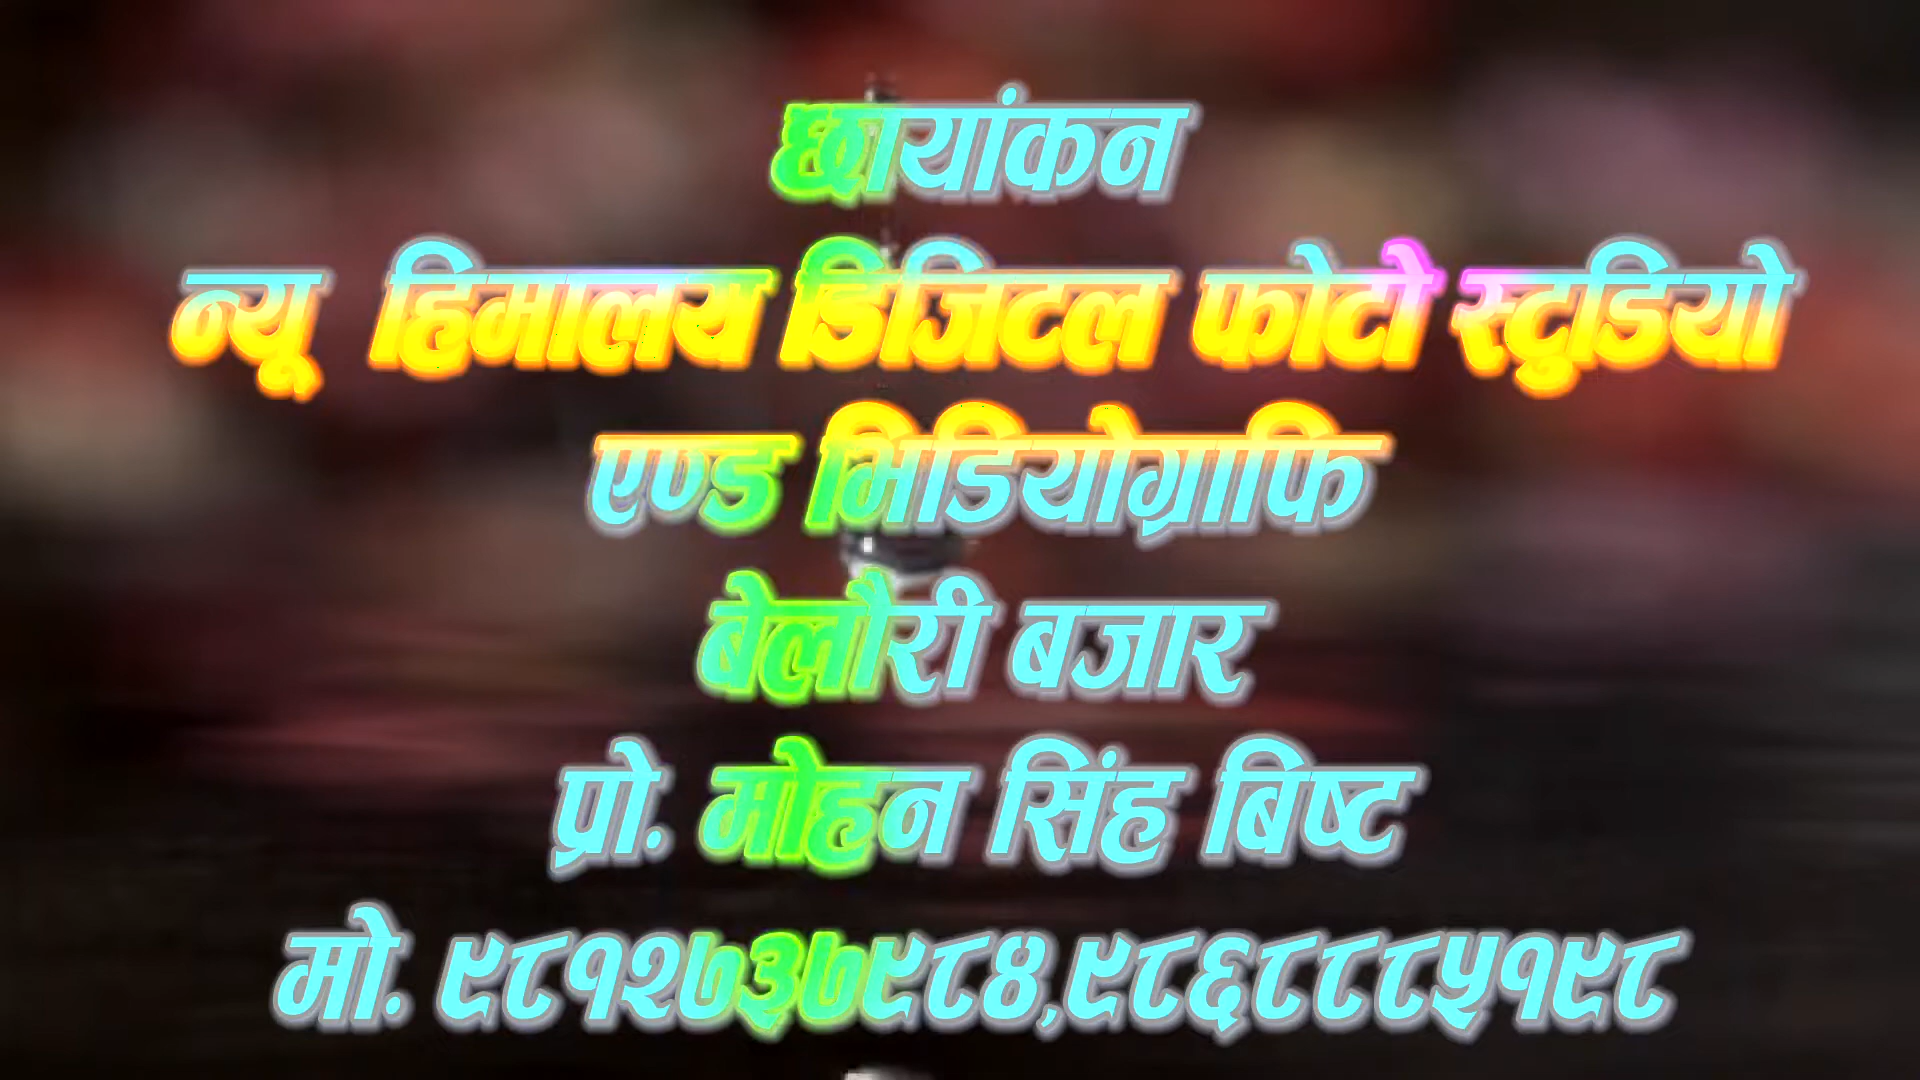 छायांकन
न्यू हिमालय डिजिटल फोटो स्टुडियो
एण्ड भिडियोग्राफि
बेलौरी बजार
प्रो. मोहन सिंह बिष्ट
मो. ९८१२७३७९८४,९८६८८८५१९८